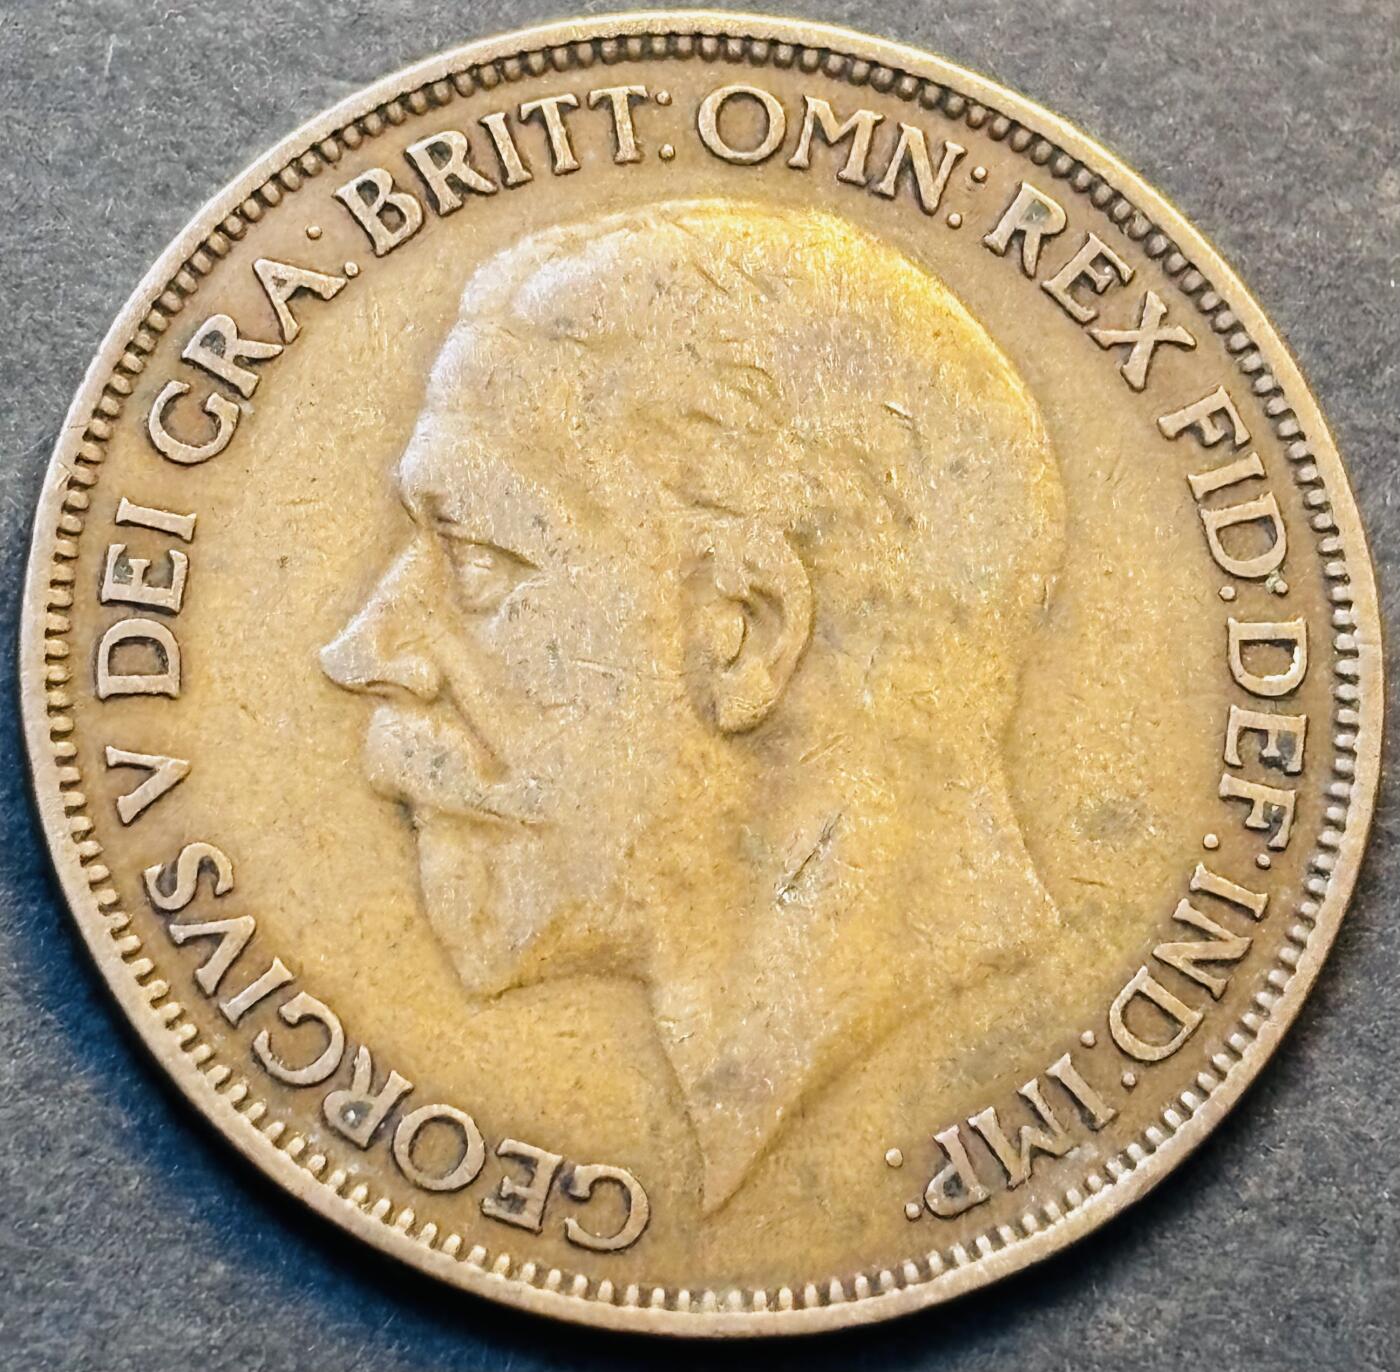 GEORGIVS V DEI GRA: BRITT: OMN: REX FID: DEF: IND: IMP: